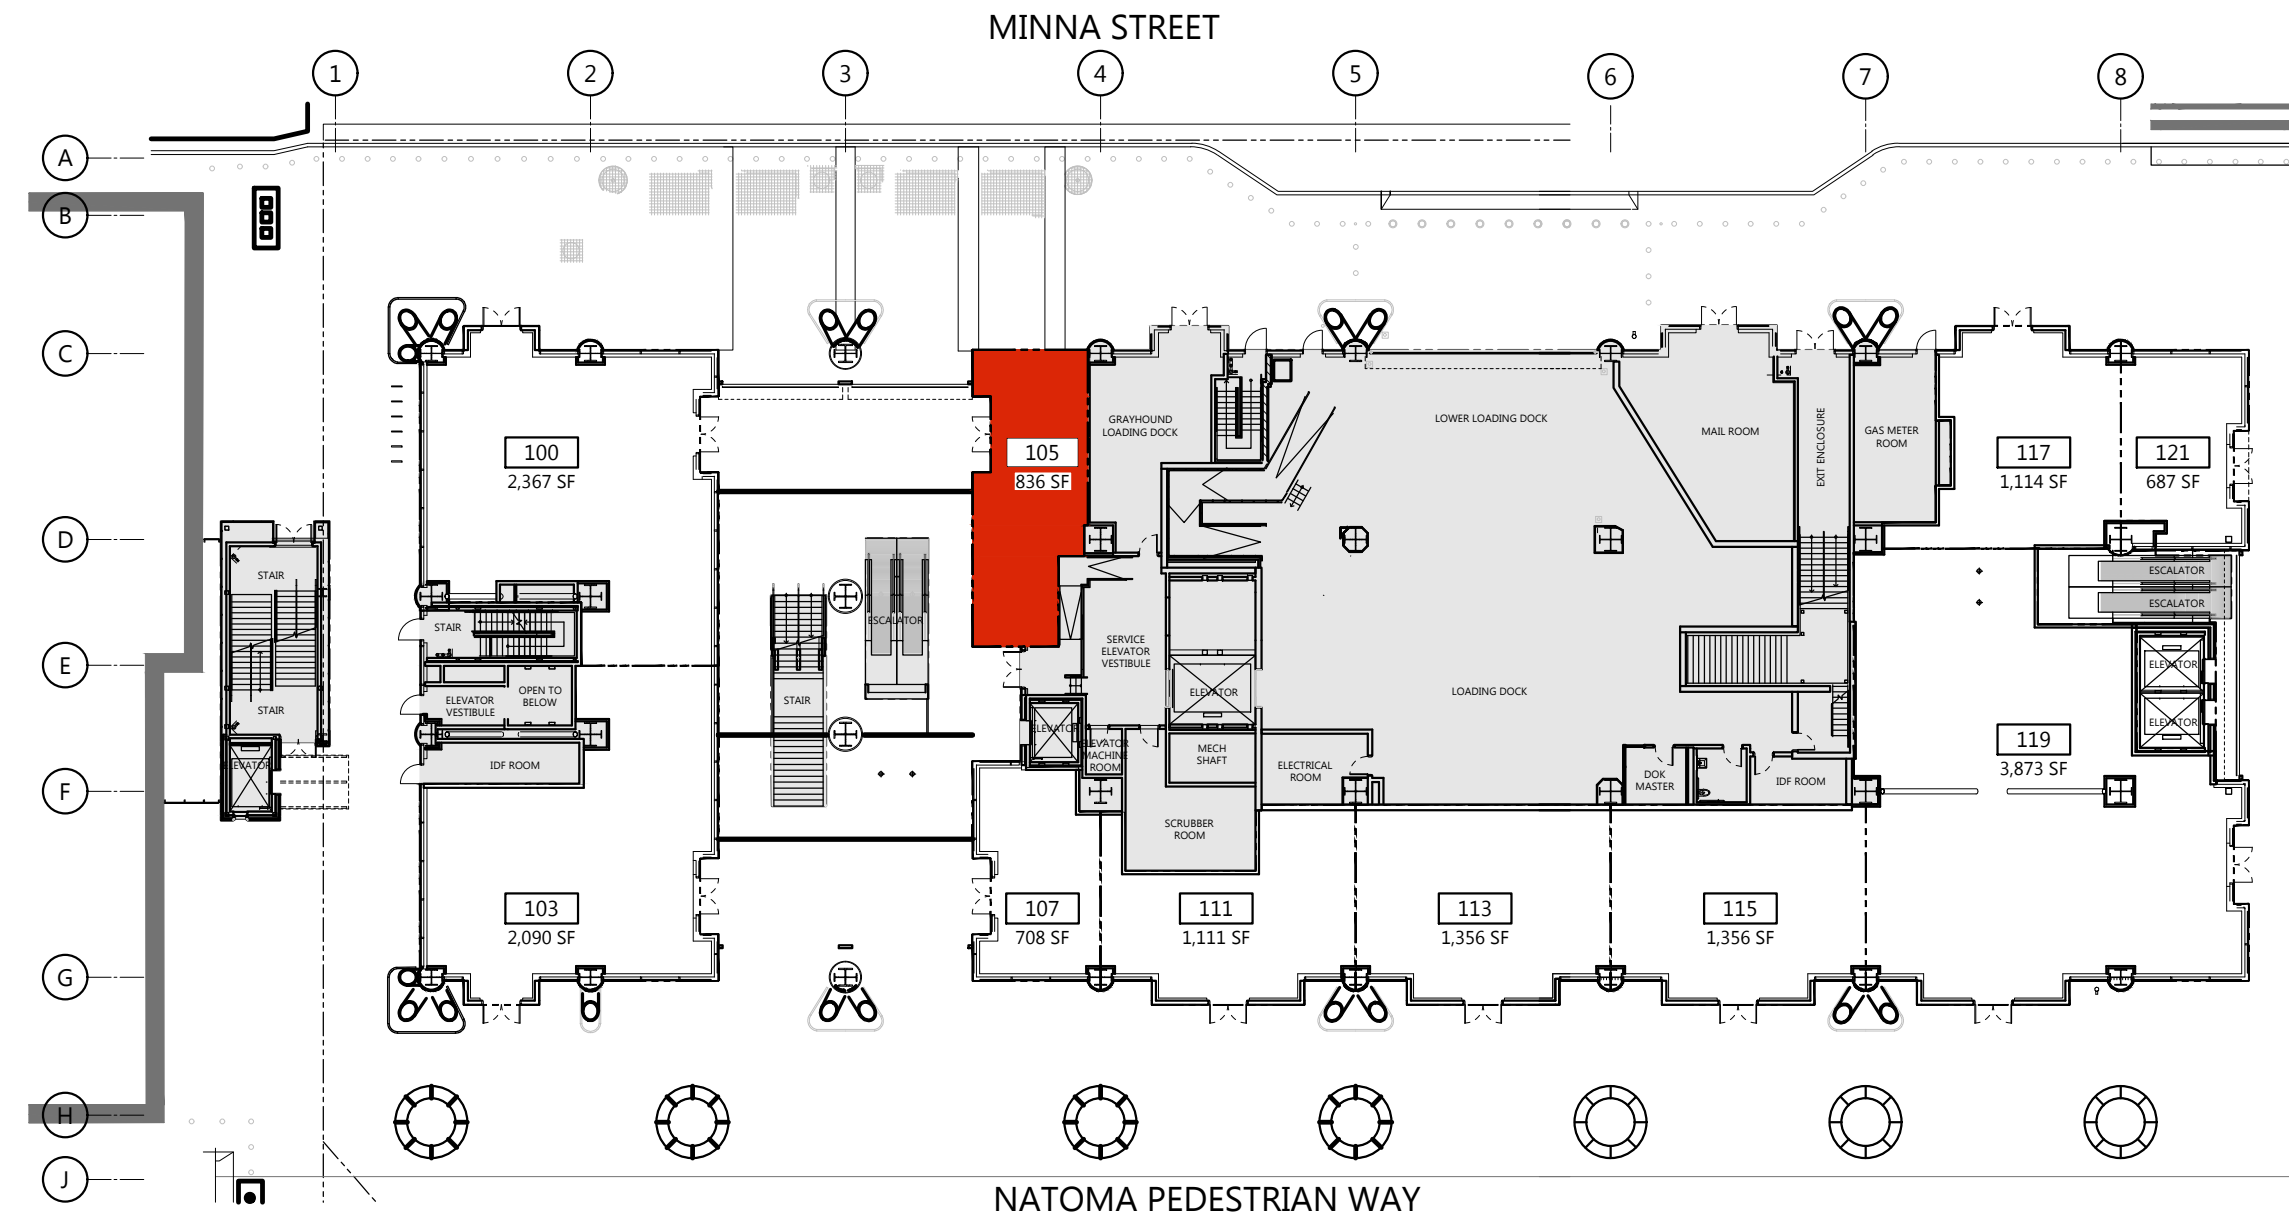 MINNA STREET
1
2
3
4
5
6
7
8
A
B
C
D
E
F
G
H
J
100
2,367 SF
105
836 SF
GRAYHOUND
LOADING DOCK
LOWER LOADING DOCK
MAIL ROOM
EXIT ENCLOSURE
GAS METER
ROOM
117
1,114 SF
121
687 SF
STAIR
STAIR
ELEVATOR
STAIR
ELEVATOR
VESTIBULE
OPEN TO
BELOW
IDF ROOM
STAIR
ESCALATOR
SERVICE
ELEVATOR
VESTIBULE
ELEVATOR
LOADING DOCK
ELEVATOR
ELEVATOR
MACHINE
ROOM
MECH
SHAFT
SCRUBBER
ROOM
ELECTRICAL
ROOM
DOK
MASTER
IDF ROOM
ESCALATOR
ESCALATOR
ELEVATOR
ELEVATOR
119
3,873 SF
103
2,090 SF
107
708 SF
111
1,111 SF
113
1,356 SF
115
1,356 SF
NATOMA PEDESTRIAN WAY